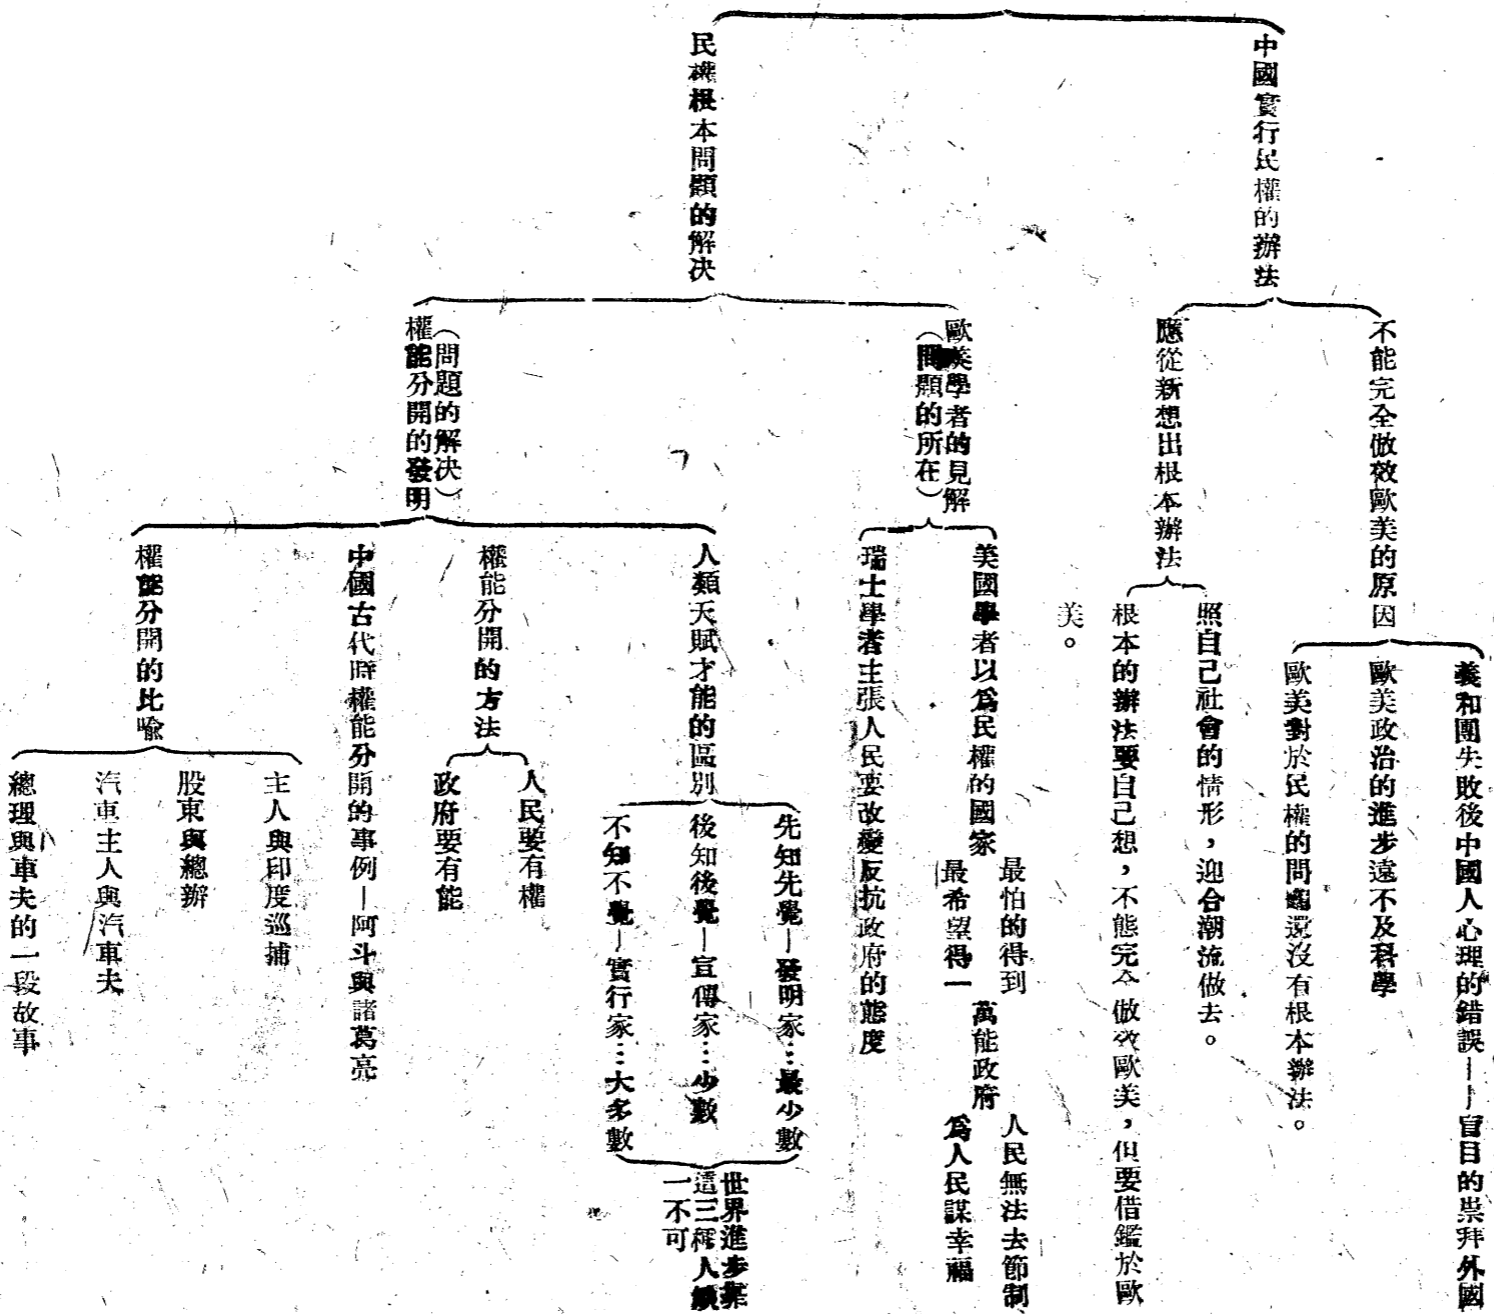 中國實行民權的辦法
不能完全倣效歐美的原因
義和團失敗後中國人心理的錯誤——盲目的崇拜外國
歐美政治的進步遠不及科學
歐美對於民權的問題還沒有根本辦法。
應從新想出根本辦法
照自己社會的情形，迎合潮流做去。
根本的辦法要自己想，不能完全倣效歐美，但要借鑑於歐
美。
民權根本問題的解決
歐美學者的見解
（問題的所在）
美國學者以為民權的國家
最怕的得到
最希望得一
萬能政府
人民無法去節制
為人民謀幸福
瑞士學者主張人民要改變反抗政府的態度
（問題的解決）
權能分開的發明
人類天賦才能的區別
先知先覺—發明家…最少數
後知後覺—宣傳家…少數
不知不覺—實行家…大多數
世界進步靠
這三種人缺
一不可
權能分開的方法
人民要有權
政府要有能
中國古代時權能分開的事例—阿斗與諸葛亮
權能分開的比喻
主人與印度巡捕
股東與總辦
汽車主人與汽車夫
總理與車夫的一段故事